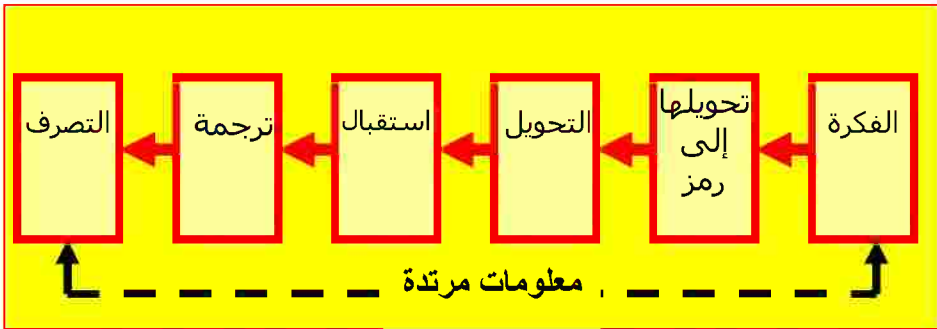 الفكرة
تحويلها
إلى
رمز
التحويل
استقبال
ترجمة
التصرف
معلومات مرتدة